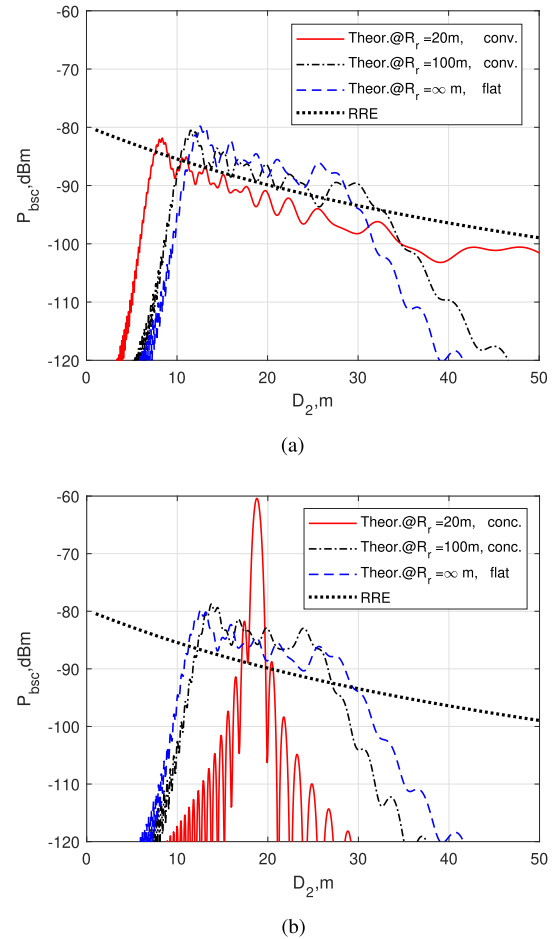 -60
-70
-80
-90
-100
-110
-120
P_bsc,dBm
Theor.@R_r =20m, conv.
Theor.@R_r =100m, conv.
Theor.@R_r =∞ m, flat
RRE
0 10 20 30 40 50
D_2,m
(a)
-60
-70
-80
-90
-100
-110
-120
P_bsc,dBm
Theor.@R_r =20m, conc.
Theor.@R_r =100m, conc.
Theor.@R_r =∞ m, flat
RRE
0 10 20 30 40 50
D_2,m
(b)